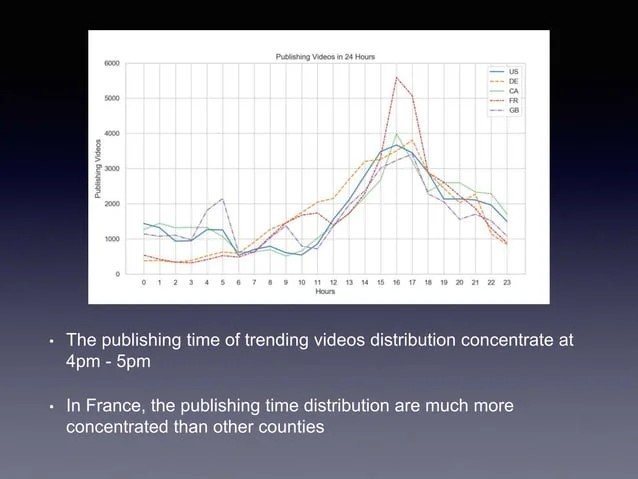 Publishing Videos in 24 Hours
6000
5000
4000
3000
2000
1000
0
Publishing Videos
US
DE
CA
FR
GB
0 1 2 3 4 5 6 7 8 9 10 11 12 13 14 15 16 17 18 19 20 21 22 23
Hours
• The publishing time of trending videos distribution concentrate at
4pm - 5pm
• In France, the publishing time distribution are much more
concentrated than other counties